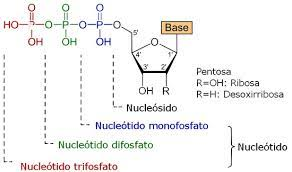 O O O Base
HO-P-O-P-O-P-O 5'
OH OH OH O
4' 1'
3' 2'
OH R
Pentosa
R=OH: Ribosa
R=H: Desoxirribosa
Nucleósido
Nucleótido monofosfato
Nucleótido difosfato
Nucleótido trifosfato
Nucleótido